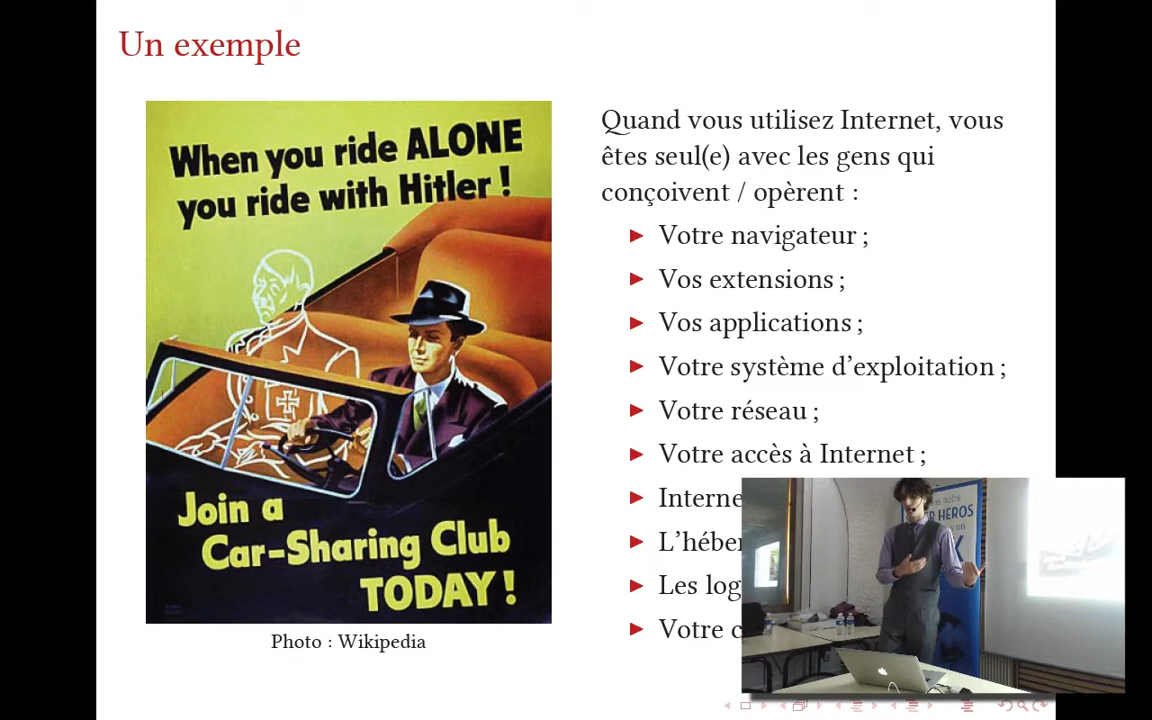 Un exemple
When you ride ALONE
you ride with Hitler !
Join a
Car-Sharing Club
TODAY !
Photo : Wikipedia
Quand vous utilisez Internet, vous
êtes seul(e) avec les gens qui
conçoivent / opèrent :
► Votre navigateur ;
► Vos extensions ;
► Vos applications ;
► Votre système d'exploitation ;
► Votre réseau ;
► Votre accès à Internet ;
► Interne
► L'héber
► Les log
► Votre c
HEROS